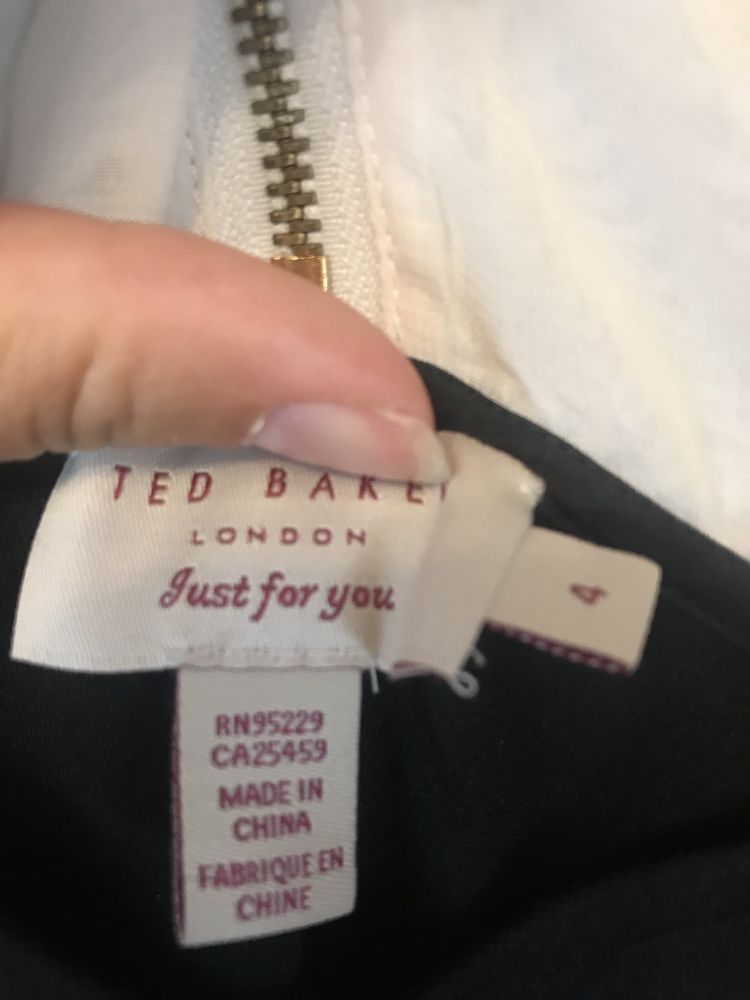 TED BAKER
LONDON
Just for you
4
RN95229
CA25459
MADE IN
CHINA
FABRIQUE EN
CHINE